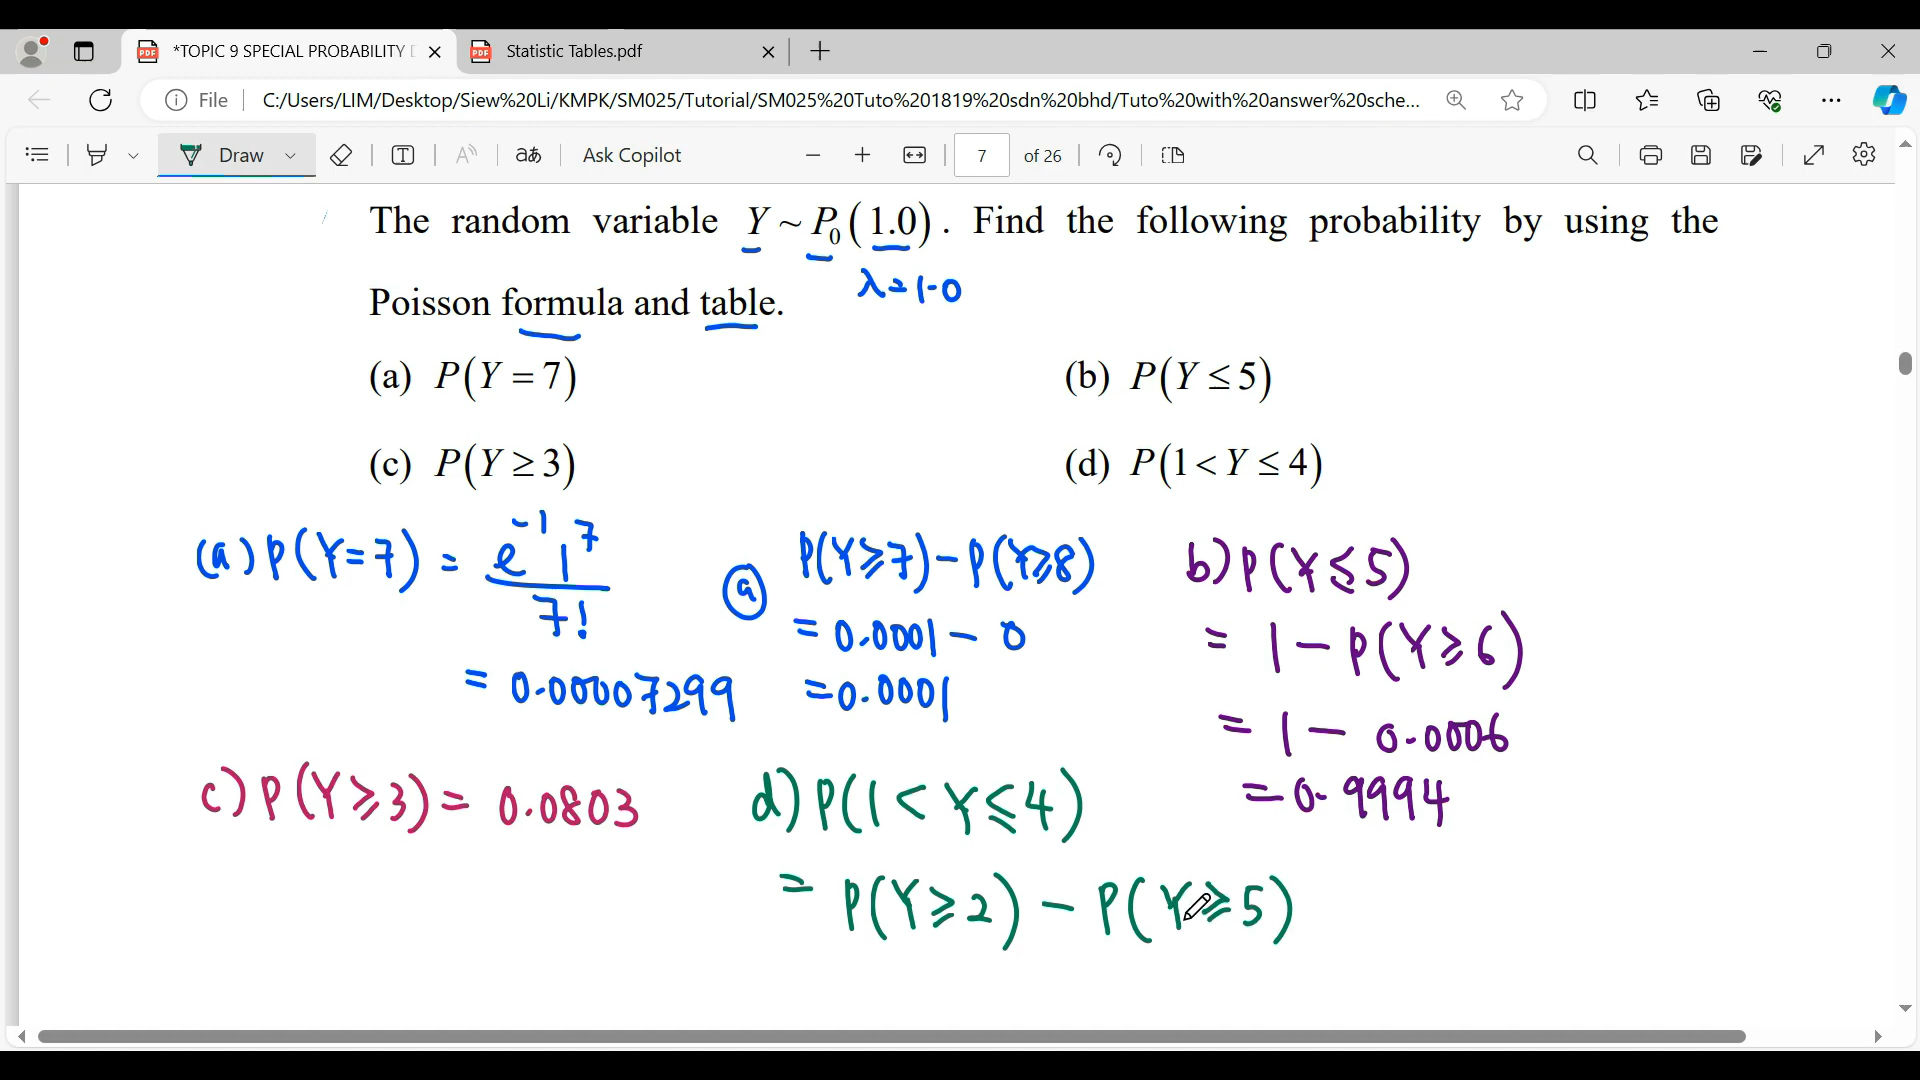 *TOPIC 9 SPECIAL PROBABILITY D
Statistic Tables.pdf
File
C:/Users/LIM/Desktop/Siew%20Li/KMPK/SM025/Tutorial/SM025%20Tuto%201819%20sdn%20bhd/Tuto%20with%20answer%20sche...
Draw
Ask Copilot
7 of 26
The random variable Y ~ P₀(1.0). Find the following probability by using the
λ=1.0
Poisson formula and table.
(a) P(Y = 7)
(b) P(Y ≤ 5)
(c) P(Y ≥ 3)
(d) P(1 < Y ≤ 4)
(a) P(Y=7) = e⁻¹ 1⁷ / 7!
= 0.00007299
(a) P(Y≥7) - P(Y≥8)
= 0.0001 - 0
= 0.0001
b) P(Y≤5)
= 1 - P(Y≥6)
= 1 - 0.0006
= 0.9994
c) P(Y≥3) = 0.0803
d) P(1 < Y ≤ 4)
= P(Y≥2) - P(Y≥5)